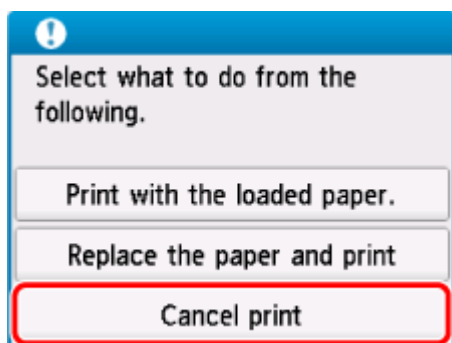 Select what to do from the
following.
Print with the loaded paper.
Replace the paper and print
Cancel print